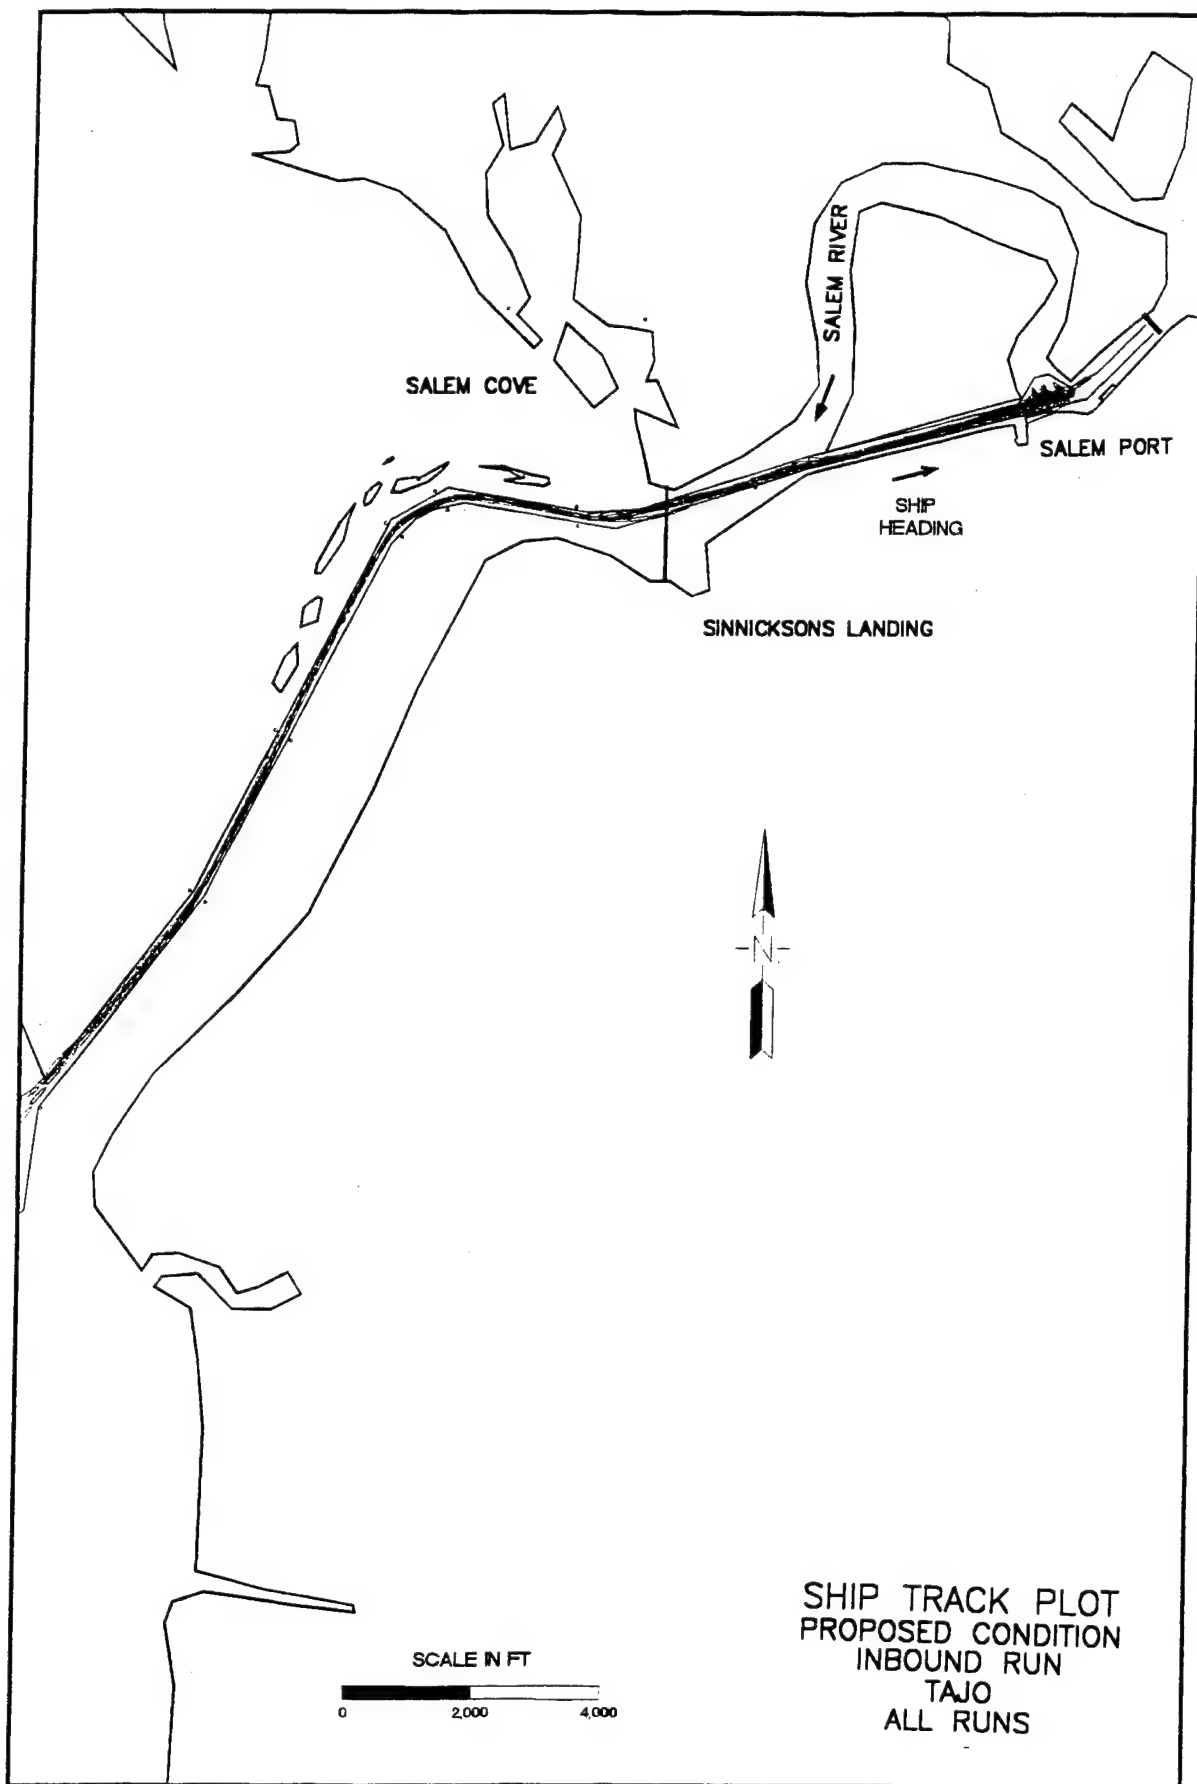 SALEM RIVER
SALEM COVE
SALEM PORT
SHIP
HEADING
SINNICKSONS LANDING
N
SHIP TRACK PLOT
PROPOSED CONDITION
INBOUND RUN
TAJO
ALL RUNS
SCALE IN FT
0 2,000 4,000